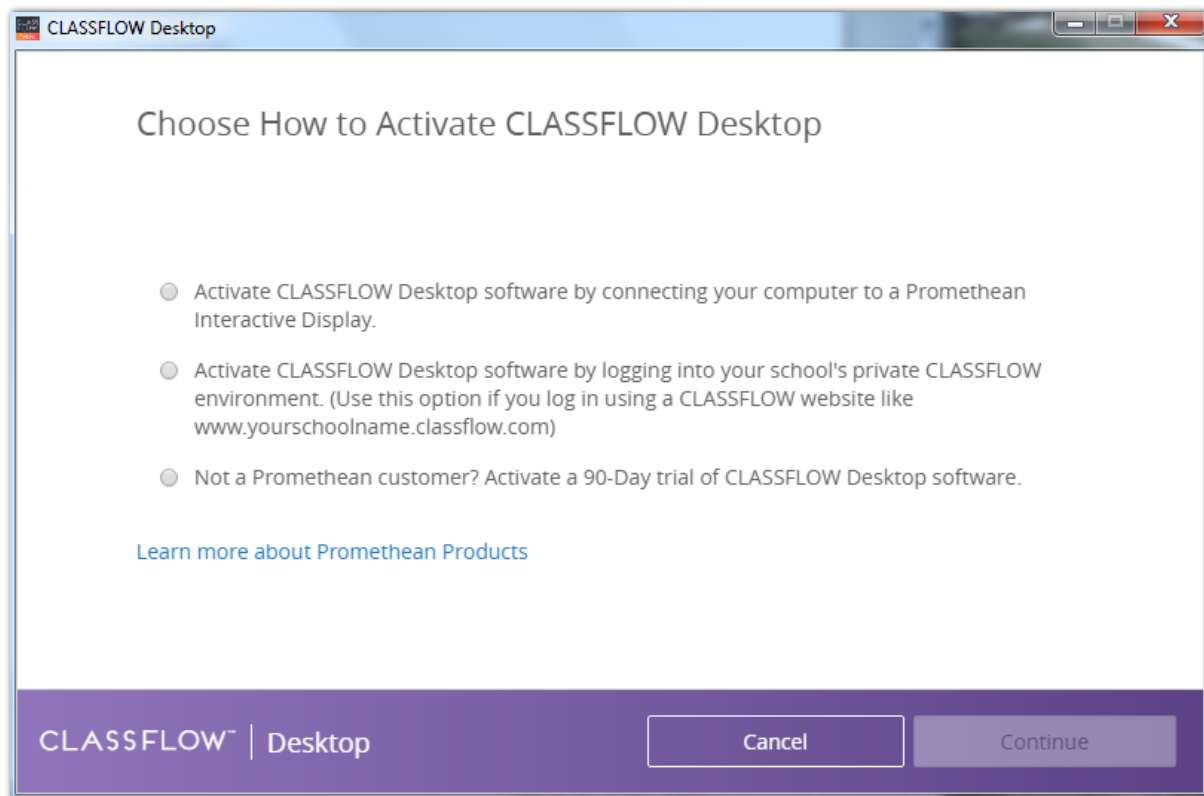 CLASSFLOW Desktop
Choose How to Activate CLASSFLOW Desktop
Activate CLASSFLOW Desktop software by connecting your computer to a Promethean
Interactive Display.
Activate CLASSFLOW Desktop software by logging into your school's private CLASSFLOW
environment. (Use this option if you log in using a CLASSFLOW website like
www.yourschoolname.classflow.com)
Not a Promethean customer? Activate a 90-Day trial of CLASSFLOW Desktop software.
Learn more about Promethean Products
CLASSFLOW™ | Desktop
Cancel
Continue